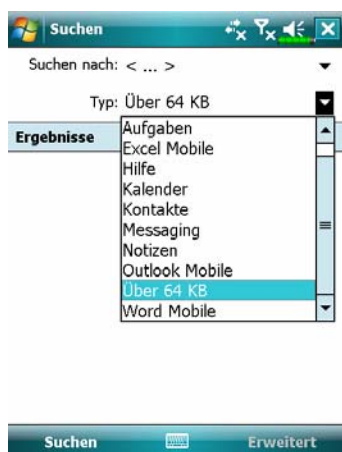 Suchen
Suchen nach: < ... >
Typ: Über 64 KB
Ergebnisse
Aufgaben
Excel Mobile
Hilfe
Kalender
Kontakte
Messaging
Notizen
Outlook Mobile
Über 64 KB
Word Mobile
Suchen Erweitert